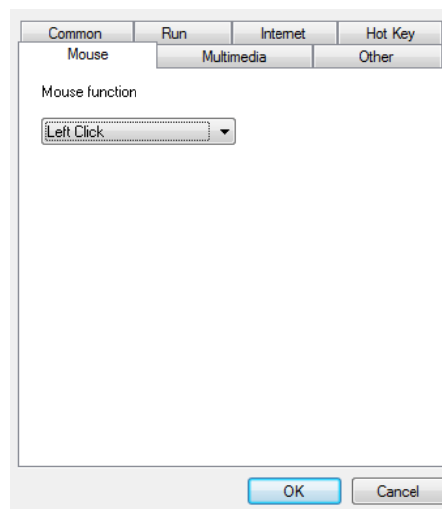 Common Run Internet Hot Key
Mouse Multimedia Other
Mouse function
Left Click
OK Cancel